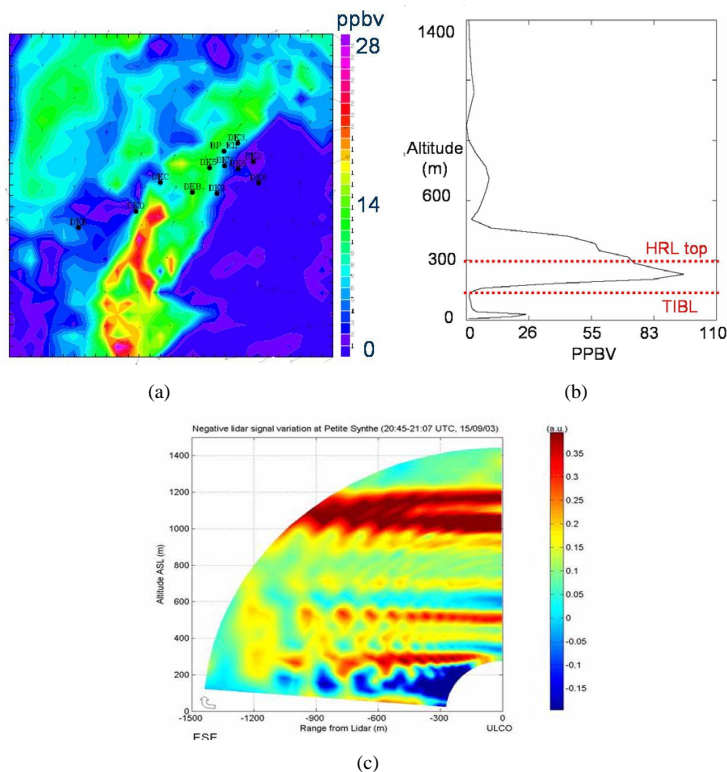 ppbv
28
14
0
DK3
BP
DK5
DKC
DKB
(a)
(b)
1400
Altitude
(m)
600
300
0
HRL top
TIBL
0
26
55
83
110
PPBV
Negative lidar signal variation at Petite Synthe (20:45-21:07 UTC, 15/09/03)
(a.u.)
Altitude ASL (m)
1400
1200
1000
800
600
400
200
0
-1500
-1200
-900
-600
-300
0
ESE
Range from Lidar (m)
ULCO
0.35
0.3
0.25
0.2
0.15
0.1
0.05
0
-0.05
-0.1
-0.15
(c)